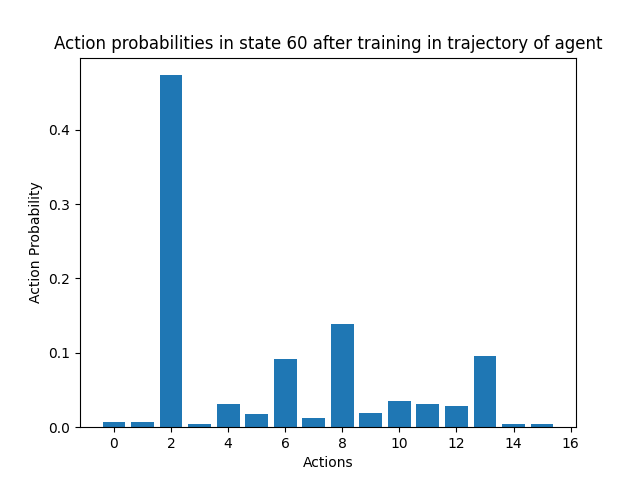 Action probabilities in state 60 after training in trajectory of agent
Action Probability
0.4
0.3
0.2
0.1
0.0
0 2 4 6 8 10 12 14 16
Actions